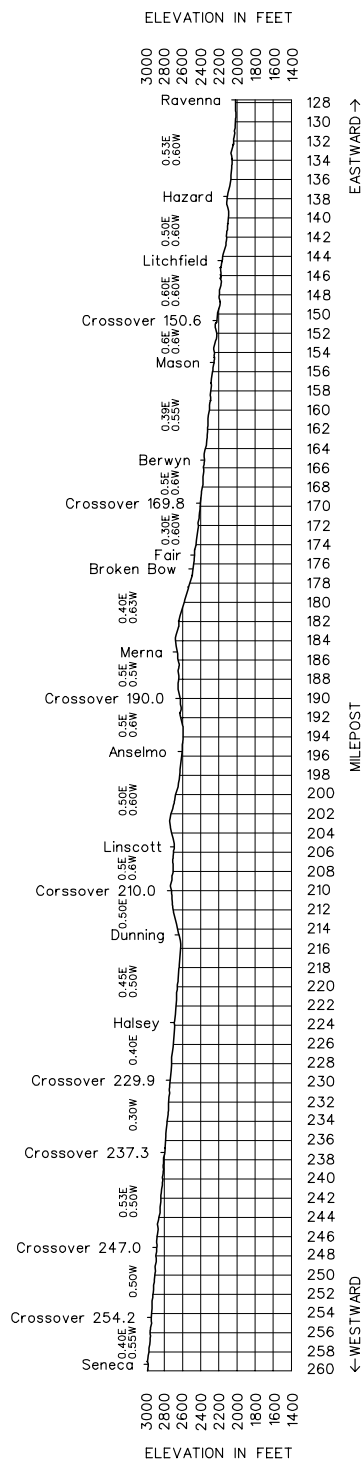 ELEVATION IN FEET
3000 2800 2600 2400 2200 2000 1800 1600 1400
Ravenna 128
EASTWARD →
130
0.53E
0.60W
132
134
136
Hazard 138
0.50E
0.60W
140
142
Litchfield 144
146
0.60E
0.60W
148
150
Crossover 150.6
152
0.6E
0.6W
154
Mason
156
158
0.39E
0.55W
160
162
164
Berwyn
166
0.5E
0.6W
168
Crossover 169.8 170
0.30E
0.60W
172
174
Fair
176
Broken Bow
178
0.40E
0.63W
180
182
184
Merna
186
0.5E
0.5W
188
Crossover 190.0 190
MILEPOST
0.5E
0.6W
192
194
Anselmo 196
198
0.50E
0.60W
200
202
204
Linscott
206
0.5E
0.6W
208
Corssover 210.0 210
0.50E
212
Dunning 214
216
218
0.45E
0.50W
220
222
Halsey 224
0.40E
226
228
Crossover 229.9 230
232
0.30W
234
236
Crossover 237.3
238
240
0.53E
0.50W
242
244
246
Crossover 247.0
248
0.50W
250
252
Crossover 254.2 254
256
0.40E
0.55W
258
Seneca 260
← WESTWARD
3000 2800 2600 2400 2200 2000 1800 1600 1400
ELEVATION IN FEET